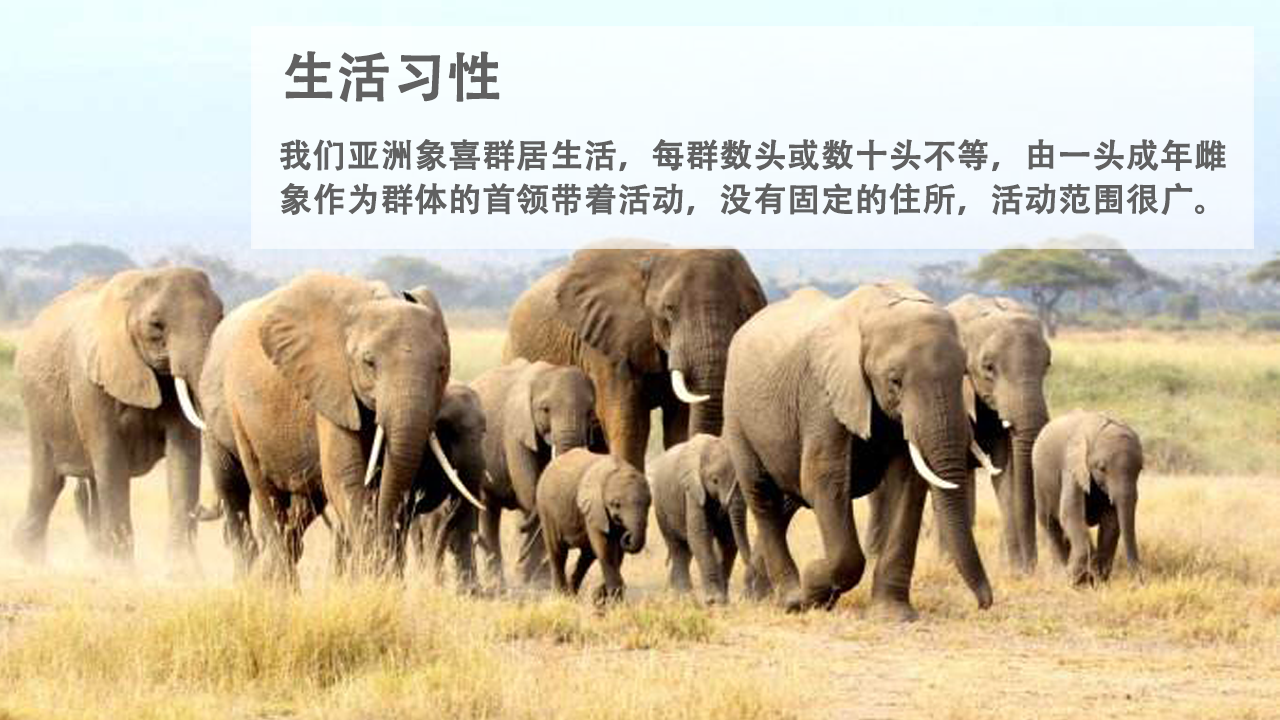 生活习性
我们亚洲象喜群居生活，每群数头或数十头不等，由一头成年雌
象作为群体的首领带着活动，没有固定的住所，活动范围很广。